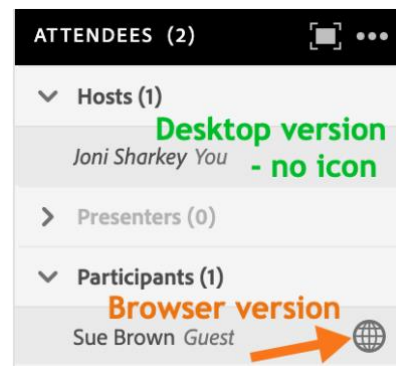 ATTENDEES (2)
Hosts (1)
Desktop version
Joni Sharkey You - no icon
Presenters (0)
Participants (1)
Browser version
Sue Brown Guest